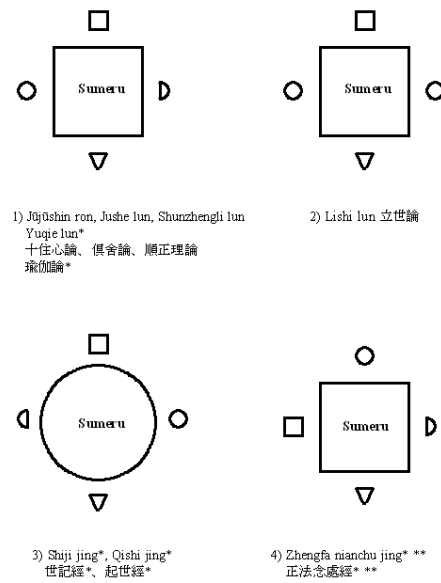 Sumeru
Sumeru
1) Jūjūshin ron, Jushe lun, Shunzhengli lun
Yuqie lun*
十住心論、倶舎論、順正理論
瑜伽論*
2) Lishi lun 立世論
Sumeru
Sumeru
3) Shiji jing*, Qishi jing*
世記經*、起世經*
4) Zhengfa nianchu jing* **
正法念處經* **